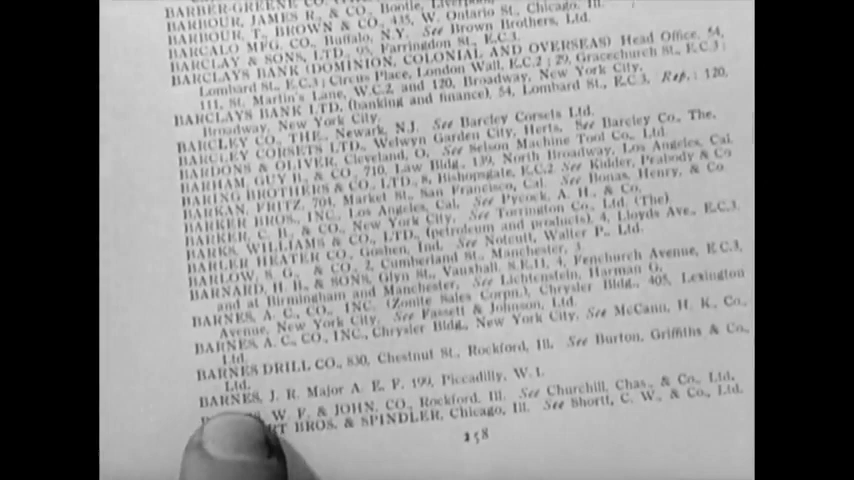 BARBER-GREENE CO.
BARBOUR, JAMES R., & CO., Bootle, Liverpool.
BARBOUR, T., BROWN & CO., 435, W. Ontario St., Chicago, Ill.
BARCALO MFG. CO., Buffalo, N.Y. See Brown Brothers, Ltd.
BARCLAY & SONS, LTD., 95, Farringdon St., E.C.3.
BARCLAYS BANK (DOMINION, COLONIAL AND OVERSEAS) Head Office, 54,
Lombard St., E.C.3; Circus Place, London Wall, E.C.2; 29, Gracechurch St., E.C.3;
111, St. Martin's Lane, W.C.2, and 120, Broadway, New York City.
BARCLAYS BANK LTD. (banking and finance), 54, Lombard St., E.C.3, Rep.: 120,
Broadway, New York City.
BARCLEY CO., THE, Newark, N.J. See Barcley Corsets Ltd.
BARCLEY CORSETS LTD., Welwyn Garden City, Herts. See Barcley Co., The.
BARDONS & OLIVER, Cleveland, O. See Selson Machine Tool Co., Ltd.
BARHAM, GUY B., & CO., 710, Law Bldg., 139, North Broadway, Los Angeles, Cal.
BARING BROTHERS & CO., LTD., 8, Bishopsgate, E.C.2 See Kidder, Peabody & Co
BARKAN, FRITZ, 704, Market St., San Francisco, Cal. See Bonas, Henry, & Co
BARKER BROS., INC., Los Angeles, Cal. See Pycock, A. H., & Co.
BARKER, C. B., & CO., New York City. See Torrington Co., Ltd. (The)
BARKS, WILLIAMS & CO., LTD., (petroleum and products), 4, Lloyds Ave., E.C.3.
BARLER HEATER CO., Goshen, Ind. See Notcutt, Walter P., Ltd.
BARLOW, S. G., & CO., 2, Cumberland St., Manchester, 3.
BARNARD, H. B., & SONS, Glyn St., Vauxhall, S.E.11, 4, Fenchurch Avenue, E.C.3,
and at Birmingham and Manchester. See Lichtenstein, Harman G.
BARNES, A. C., CO., INC. (Zonite Sales Corpn.), Chrysler Bldg., 405, Lexington
Avenue, New York City. See Fassett & Johnson, Ltd.
BARNES, A. C., CO., INC., Chrysler Bldg., New York City. See McCann, H. K., Co.,
Ltd.
BARNES DRILL CO., 830, Chestnut St., Rockford, Ill. See Burton, Griffiths & Co.,
Ltd.
BARNES, J. R. Major A. E. F. 199, Piccadilly, W.1.
W. F. & JOHN, CO., Rockford, Ill. See Churchill, Chas., & Co., Ltd.
BROS. & SPINDLER, Chicago, Ill. See Shortt, C. W., & Co., Ltd.
258